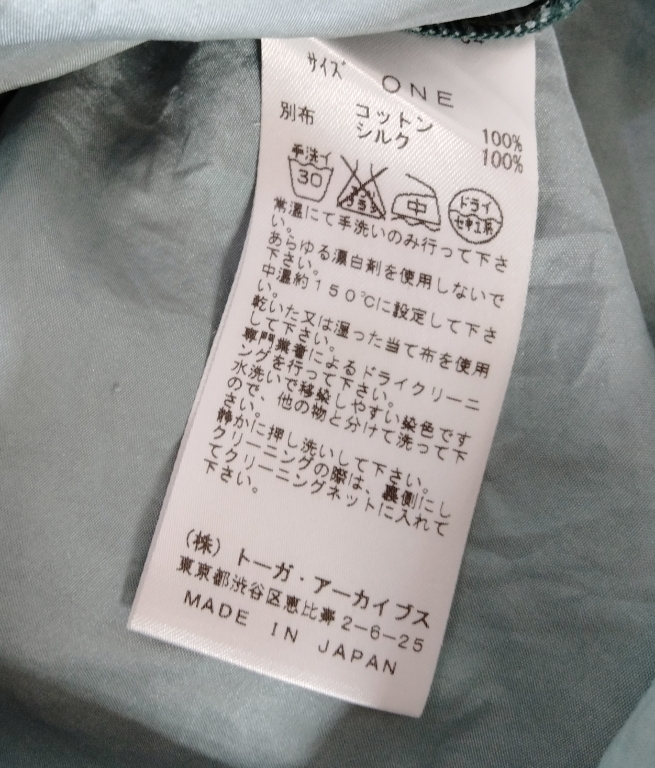 サイズ ONE
コットン 100%
別布 シルク 100%
手洗イ 30 エンソサラシ 中 ドライ セキユ系
常温にて手洗いのみ行って下さ
い。
あらゆる漂白剤を使用しないで
下さい。
中温約150℃に設定して下さ
い。
乾いた又は湿った当て布を使用
して下さい。
専門業者によるドライクリーニ
ングを行って下さい。
水洗いで移染しやすい染色です
ので、他の物と分けて洗って下
さい。
静かに押し洗いして下さい。
クリーニングの際は、裏側にし
てクリーニングネットに入れて
下さい。
(株)トーガ・アーカイブス
東京都渋谷区恵比寿2-6-25
MADE IN JAPAN